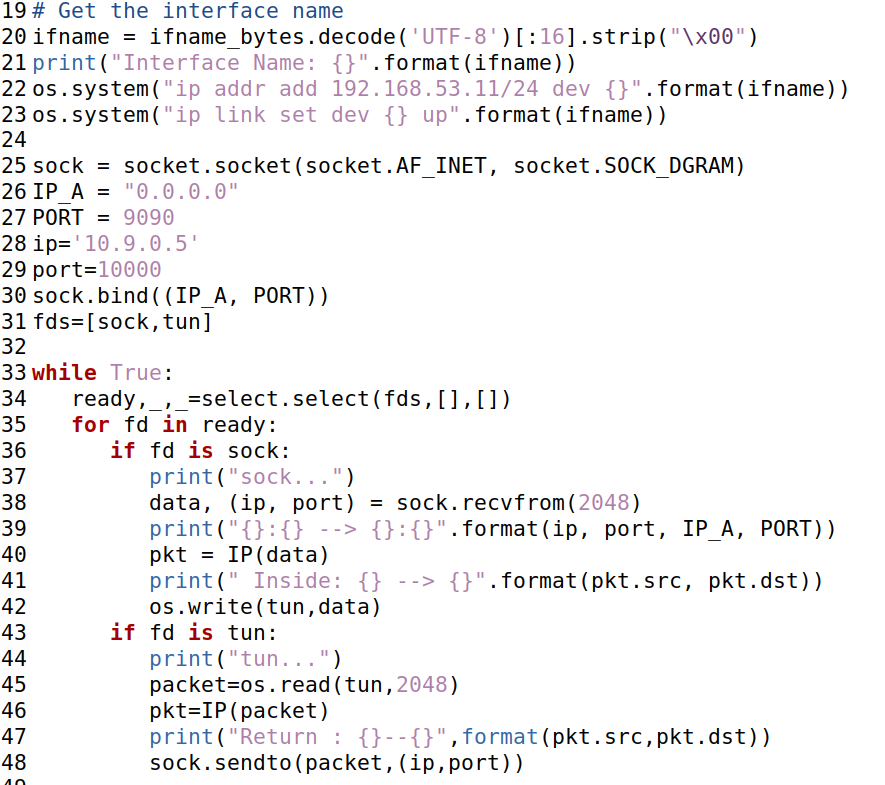 19 # Get the interface name
20 ifname = ifname_bytes.decode('UTF-8')[:16].strip("\x00")
21 print("Interface Name: {}".format(ifname))
22 os.system("ip addr add 192.168.53.11/24 dev {}".format(ifname))
23 os.system("ip link set dev {} up".format(ifname))
24
25 sock = socket.socket(socket.AF_INET, socket.SOCK_DGRAM)
26 IP_A = "0.0.0.0"
27 PORT = 9090
28 ip='10.9.0.5'
29 port=10000
30 sock.bind((IP_A, PORT))
31 fds=[sock,tun]
32
33 while True:
34    ready,_,_=select.select(fds,[],[])
35    for fd in ready:
36       if fd is sock:
37          print("sock...")
38          data, (ip, port) = sock.recvfrom(2048)
39          print("{}:{} --> {}:{}".format(ip, port, IP_A, PORT))
40          pkt = IP(data)
41          print(" Inside: {} --> {}".format(pkt.src, pkt.dst))
42          os.write(tun,data)
43       if fd is tun:
44          print("tun...")
45          packet=os.read(tun,2048)
46          pkt=IP(packet)
47          print("Return : {}--{}",format(pkt.src,pkt.dst))
48          sock.sendto(packet,(ip,port))